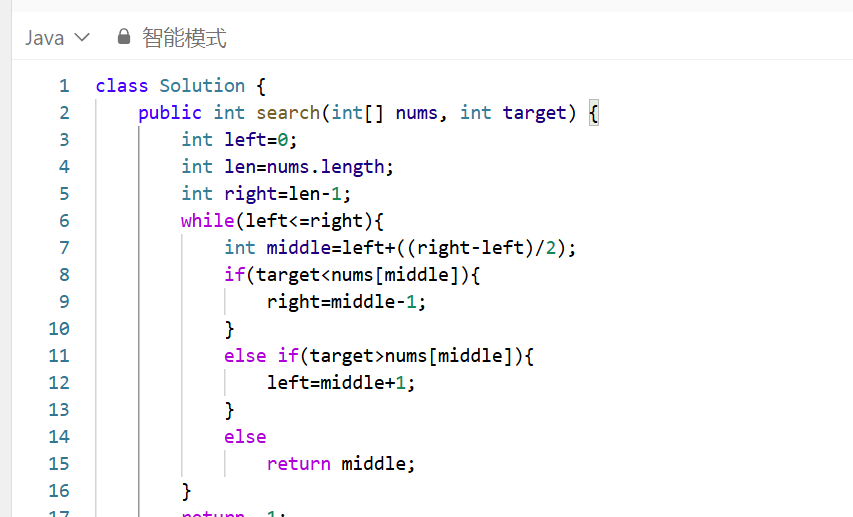 Java 智能模式
1 class Solution {
2 public int search(int[] nums, int target) {
3 int left=0;
4 int len=nums.length;
5 int right=len-1;
6 while(left<=right){
7 int middle=left+((right-left)/2);
8 if(target<nums[middle]){
9 right=middle-1;
10 }
11 else if(target>nums[middle]){
12 left=middle+1;
13 }
14 else
15 return middle;
16 }
17 return -1;